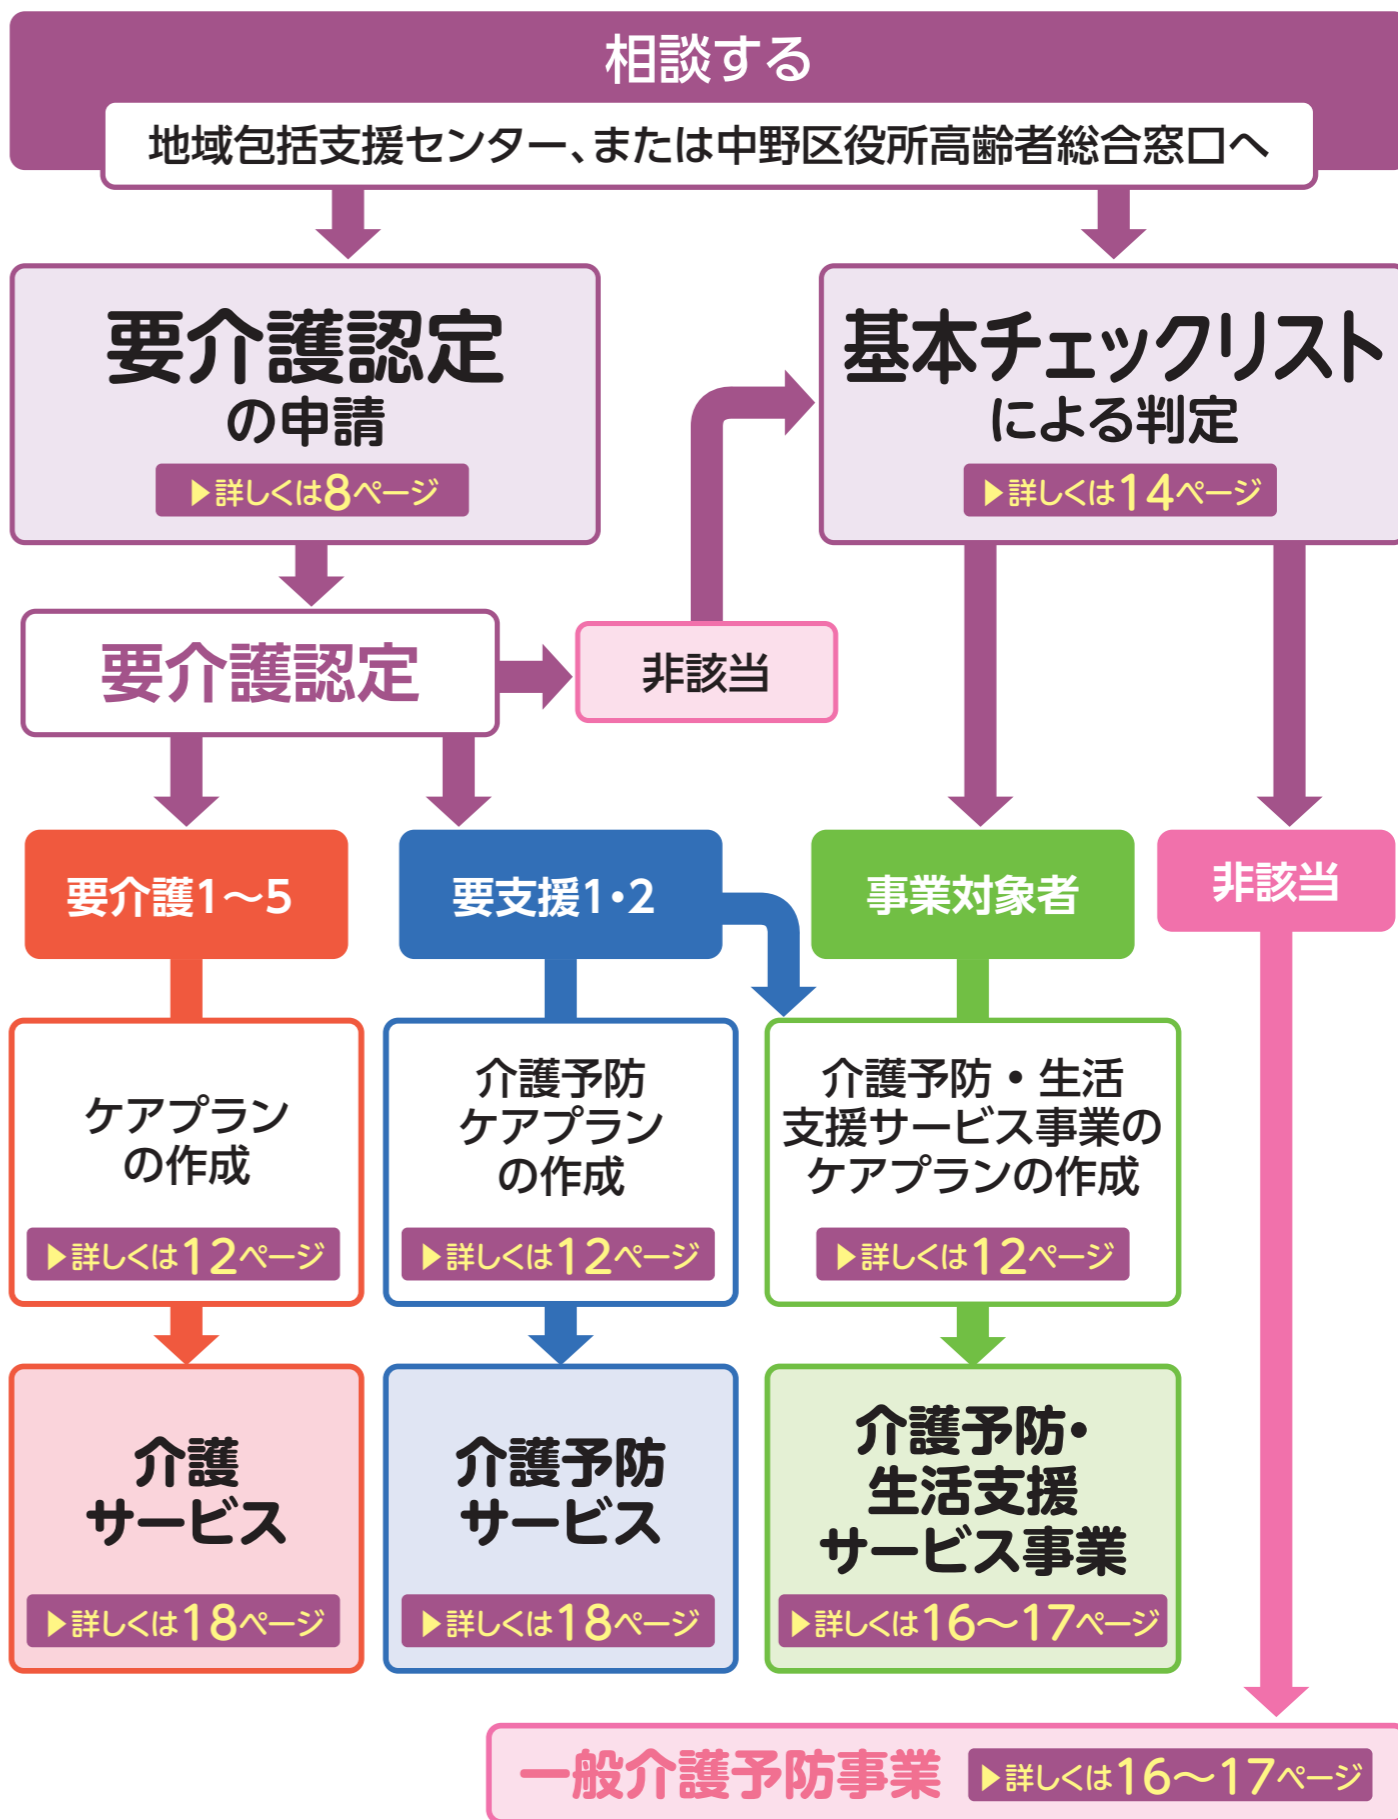 相談する
地域包括支援センター、または中野区役所高齢者総合窓口へ
要介護認定
の申請
▶詳しくは8ページ
基本チェックリスト
による判定
▶詳しくは14ページ
要介護認定
非該当
要介護1～5
要支援1・2
事業対象者
非該当
ケアプラン
の作成
▶詳しくは12ページ
介護予防
ケアプラン
の作成
▶詳しくは12ページ
介護予防・生活
支援サービス事業の
ケアプランの作成
▶詳しくは12ページ
介護
サービス
▶詳しくは18ページ
介護予防
サービス
▶詳しくは18ページ
介護予防・
生活支援
サービス事業
▶詳しくは16～17ページ
一般介護予防事業 ▶詳しくは16～17ページ